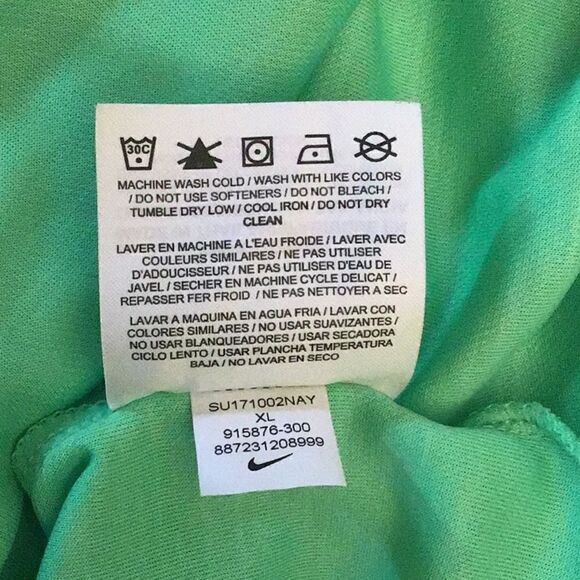 30C
MACHINE WASH COLD / WASH WITH LIKE COLORS
/ DO NOT USE SOFTENERS / DO NOT BLEACH /
TUMBLE DRY LOW / COOL IRON / DO NOT DRY
CLEAN
LAVER EN MACHINE A L'EAU FROIDE / LAVER AVEC
COULEURS SIMILAIRES / NE PAS UTILISER
D'ADOUCISSEUR / NE PAS UTILISER D'EAU DE
JAVEL / SECHER EN MACHINE CYCLE DELICAT /
REPASSER FER FROID / NE PAS NETTOYER A SEC
LAVAR A MAQUINA EN AGUA FRIA / LAVAR CON
COLORES SIMILARES / NO USAR SUAVIZANTES /
NO USAR BLANQUEADORES / USAR SECADORA
CICLO LENTO / USAR PLANCHA TEMPERATURA
BAJA / NO LAVAR EN SECO
SU171002NAY
XL
915876-300
887231208999